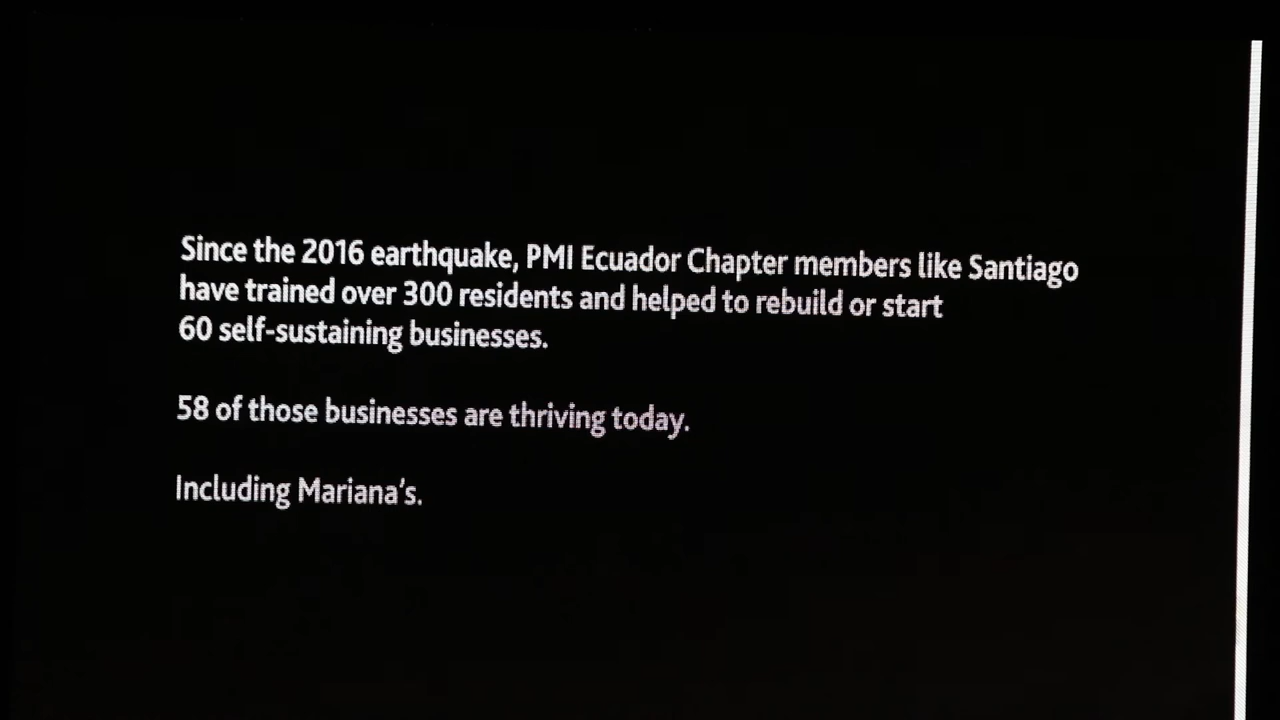 Since the 2016 earthquake, PMI Ecuador Chapter members like Santiago
have trained over 300 residents and helped to rebuild or start
60 self-sustaining businesses.
58 of those businesses are thriving today.
Including Mariana's.